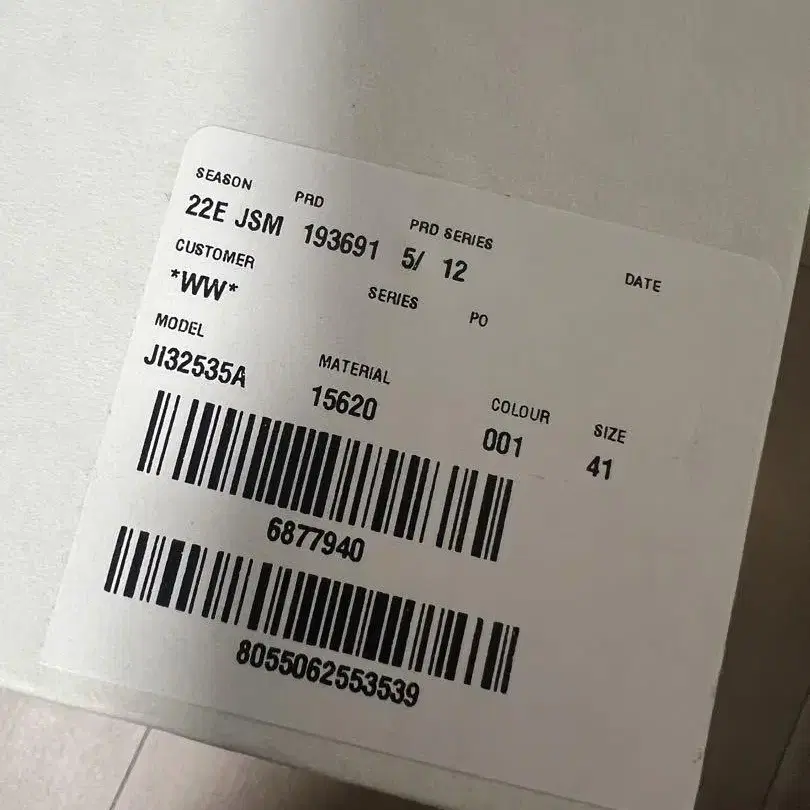 SEASON PRD PRD SERIES DATE
22E JSM 193691 5/ 12
CUSTOMER SERIES PO
*WW*
MODEL MATERIAL COLOUR SIZE
JI32535A 15620 001 41
6877940
8055062553539